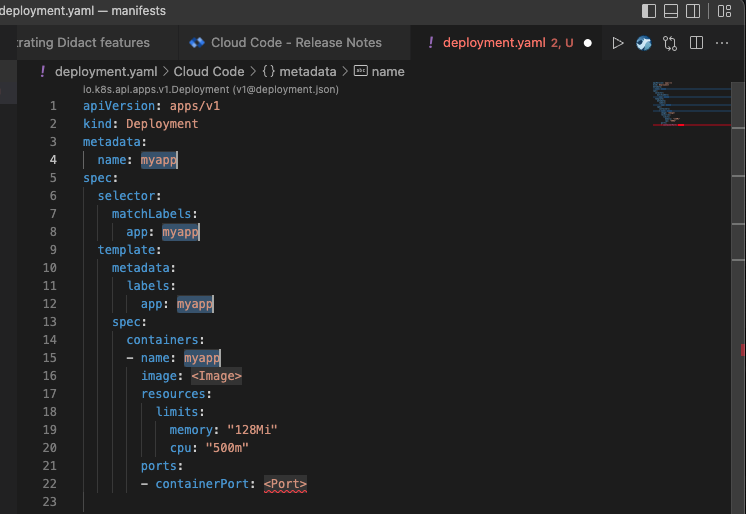 deployment.yaml — manifests
trating Didact features
Cloud Code - Release Notes
! deployment.yaml 2, U
! deployment.yaml > Cloud Code > {} metadata > abc name
io.k8s.api.apps.v1.Deployment (v1@deployment.json)
1 apiVersion: apps/v1
2 kind: Deployment
3 metadata:
4   name: myapp
5 spec:
6   selector:
7     matchLabels:
8       app: myapp
9   template:
10     metadata:
11       labels:
12         app: myapp
13     spec:
14       containers:
15       - name: myapp
16         image: <Image>
17         resources:
18           limits:
19             memory: "128Mi"
20             cpu: "500m"
21         ports:
22         - containerPort: <Port>
23